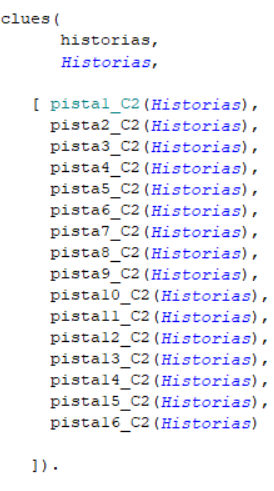 clues(
historias,
Historias,
[ pista1_C2(Historias),
pista2_C2(Historias),
pista3_C2(Historias),
pista4_C2(Historias),
pista5_C2(Historias),
pista6_C2(Historias),
pista7_C2(Historias),
pista8_C2(Historias),
pista9_C2(Historias),
pista10_C2(Historias),
pista11_C2(Historias),
pista12_C2(Historias),
pista13_C2(Historias),
pista14_C2(Historias),
pista15_C2(Historias),
pista16_C2(Historias)
]).